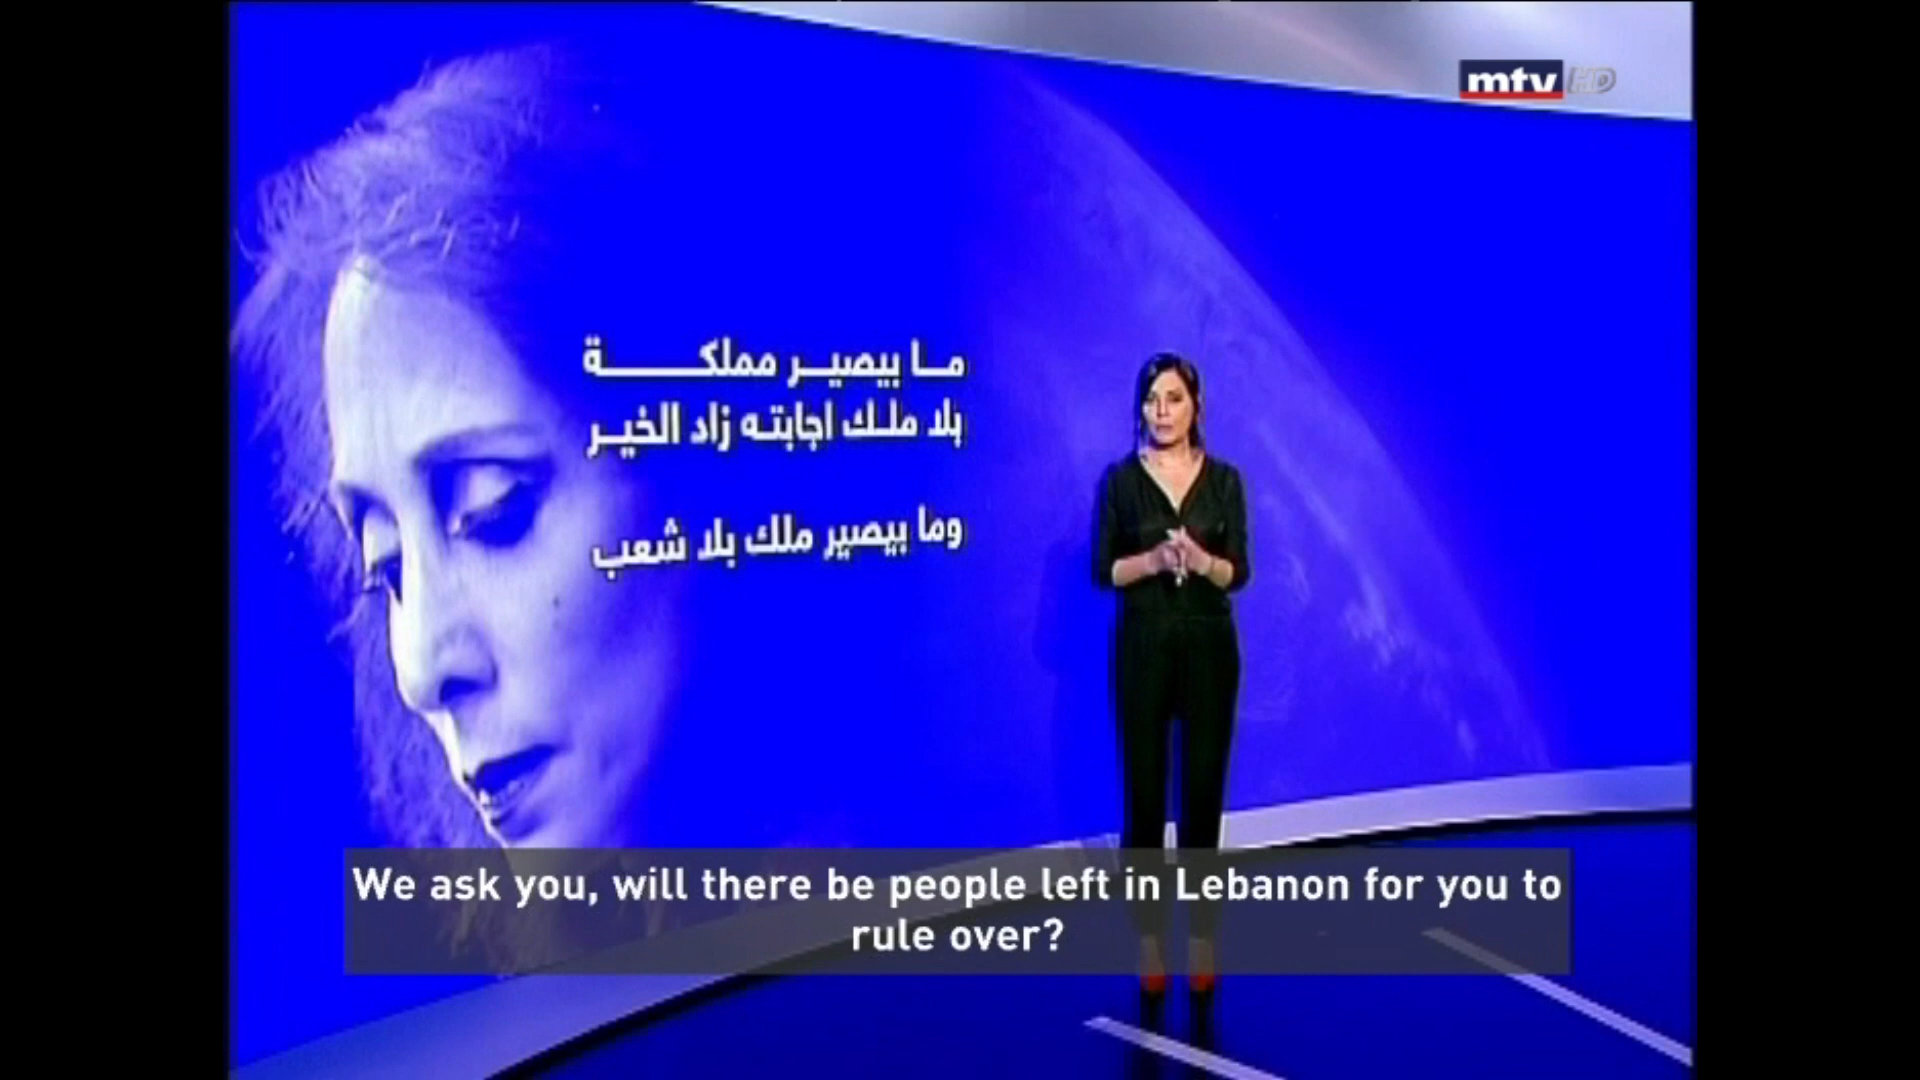 mtv HD
ما بيصير مملكة
بلا ملك اجابته زاد الخير
وما بيصير ملك بلا شعب
We ask you, will there be people left in Lebanon for you to
rule over?